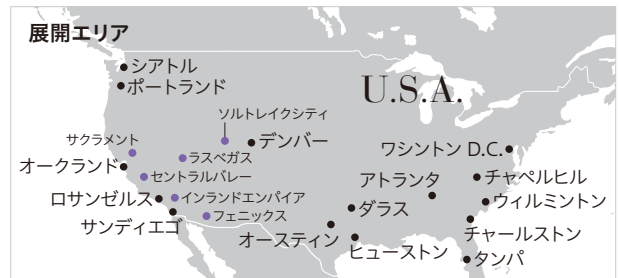 展開エリア
シアトル
ポートランド
U.S.A.
ソルトレイクシティ
デンバー
サクラメント
ラスベガス
オークランド
セントラルバレー
ロサンゼルス
インランドエンパイア
サンディエゴ
フェニックス
ワシントン D.C.
アトランタ
チャペルヒル
ダラス
ウィルミントン
オースティン
チャールストン
ヒューストン
タンパ